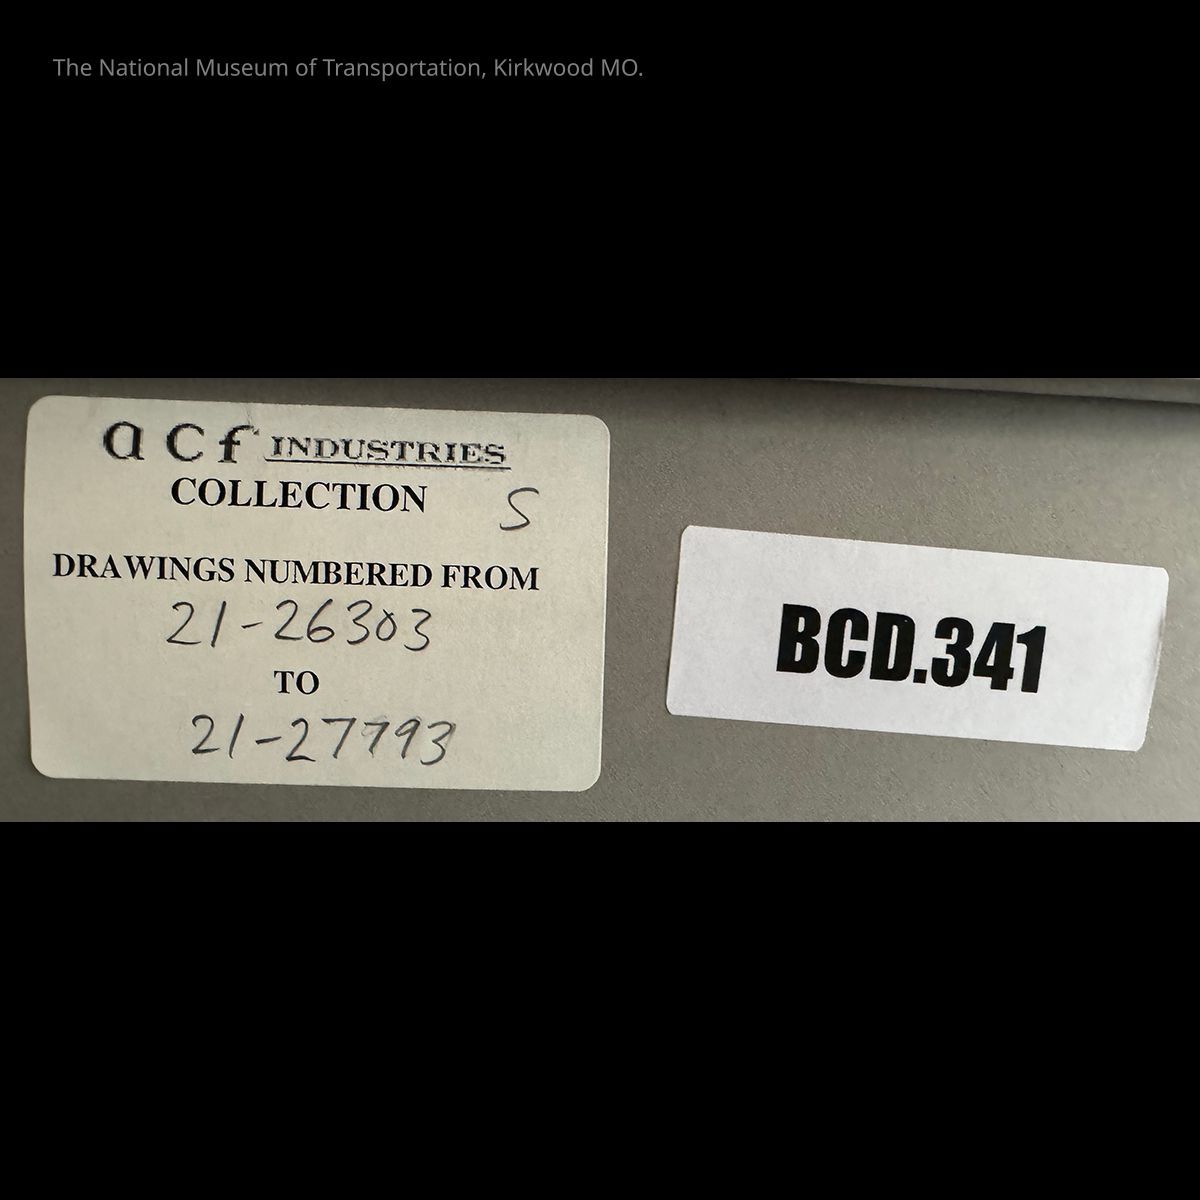 The National Museum of Transportation, Kirkwood MO.
a c f INDUSTRIES
COLLECTION S
DRAWINGS NUMBERED FROM
21-26303
TO
21-27793
BCD.341